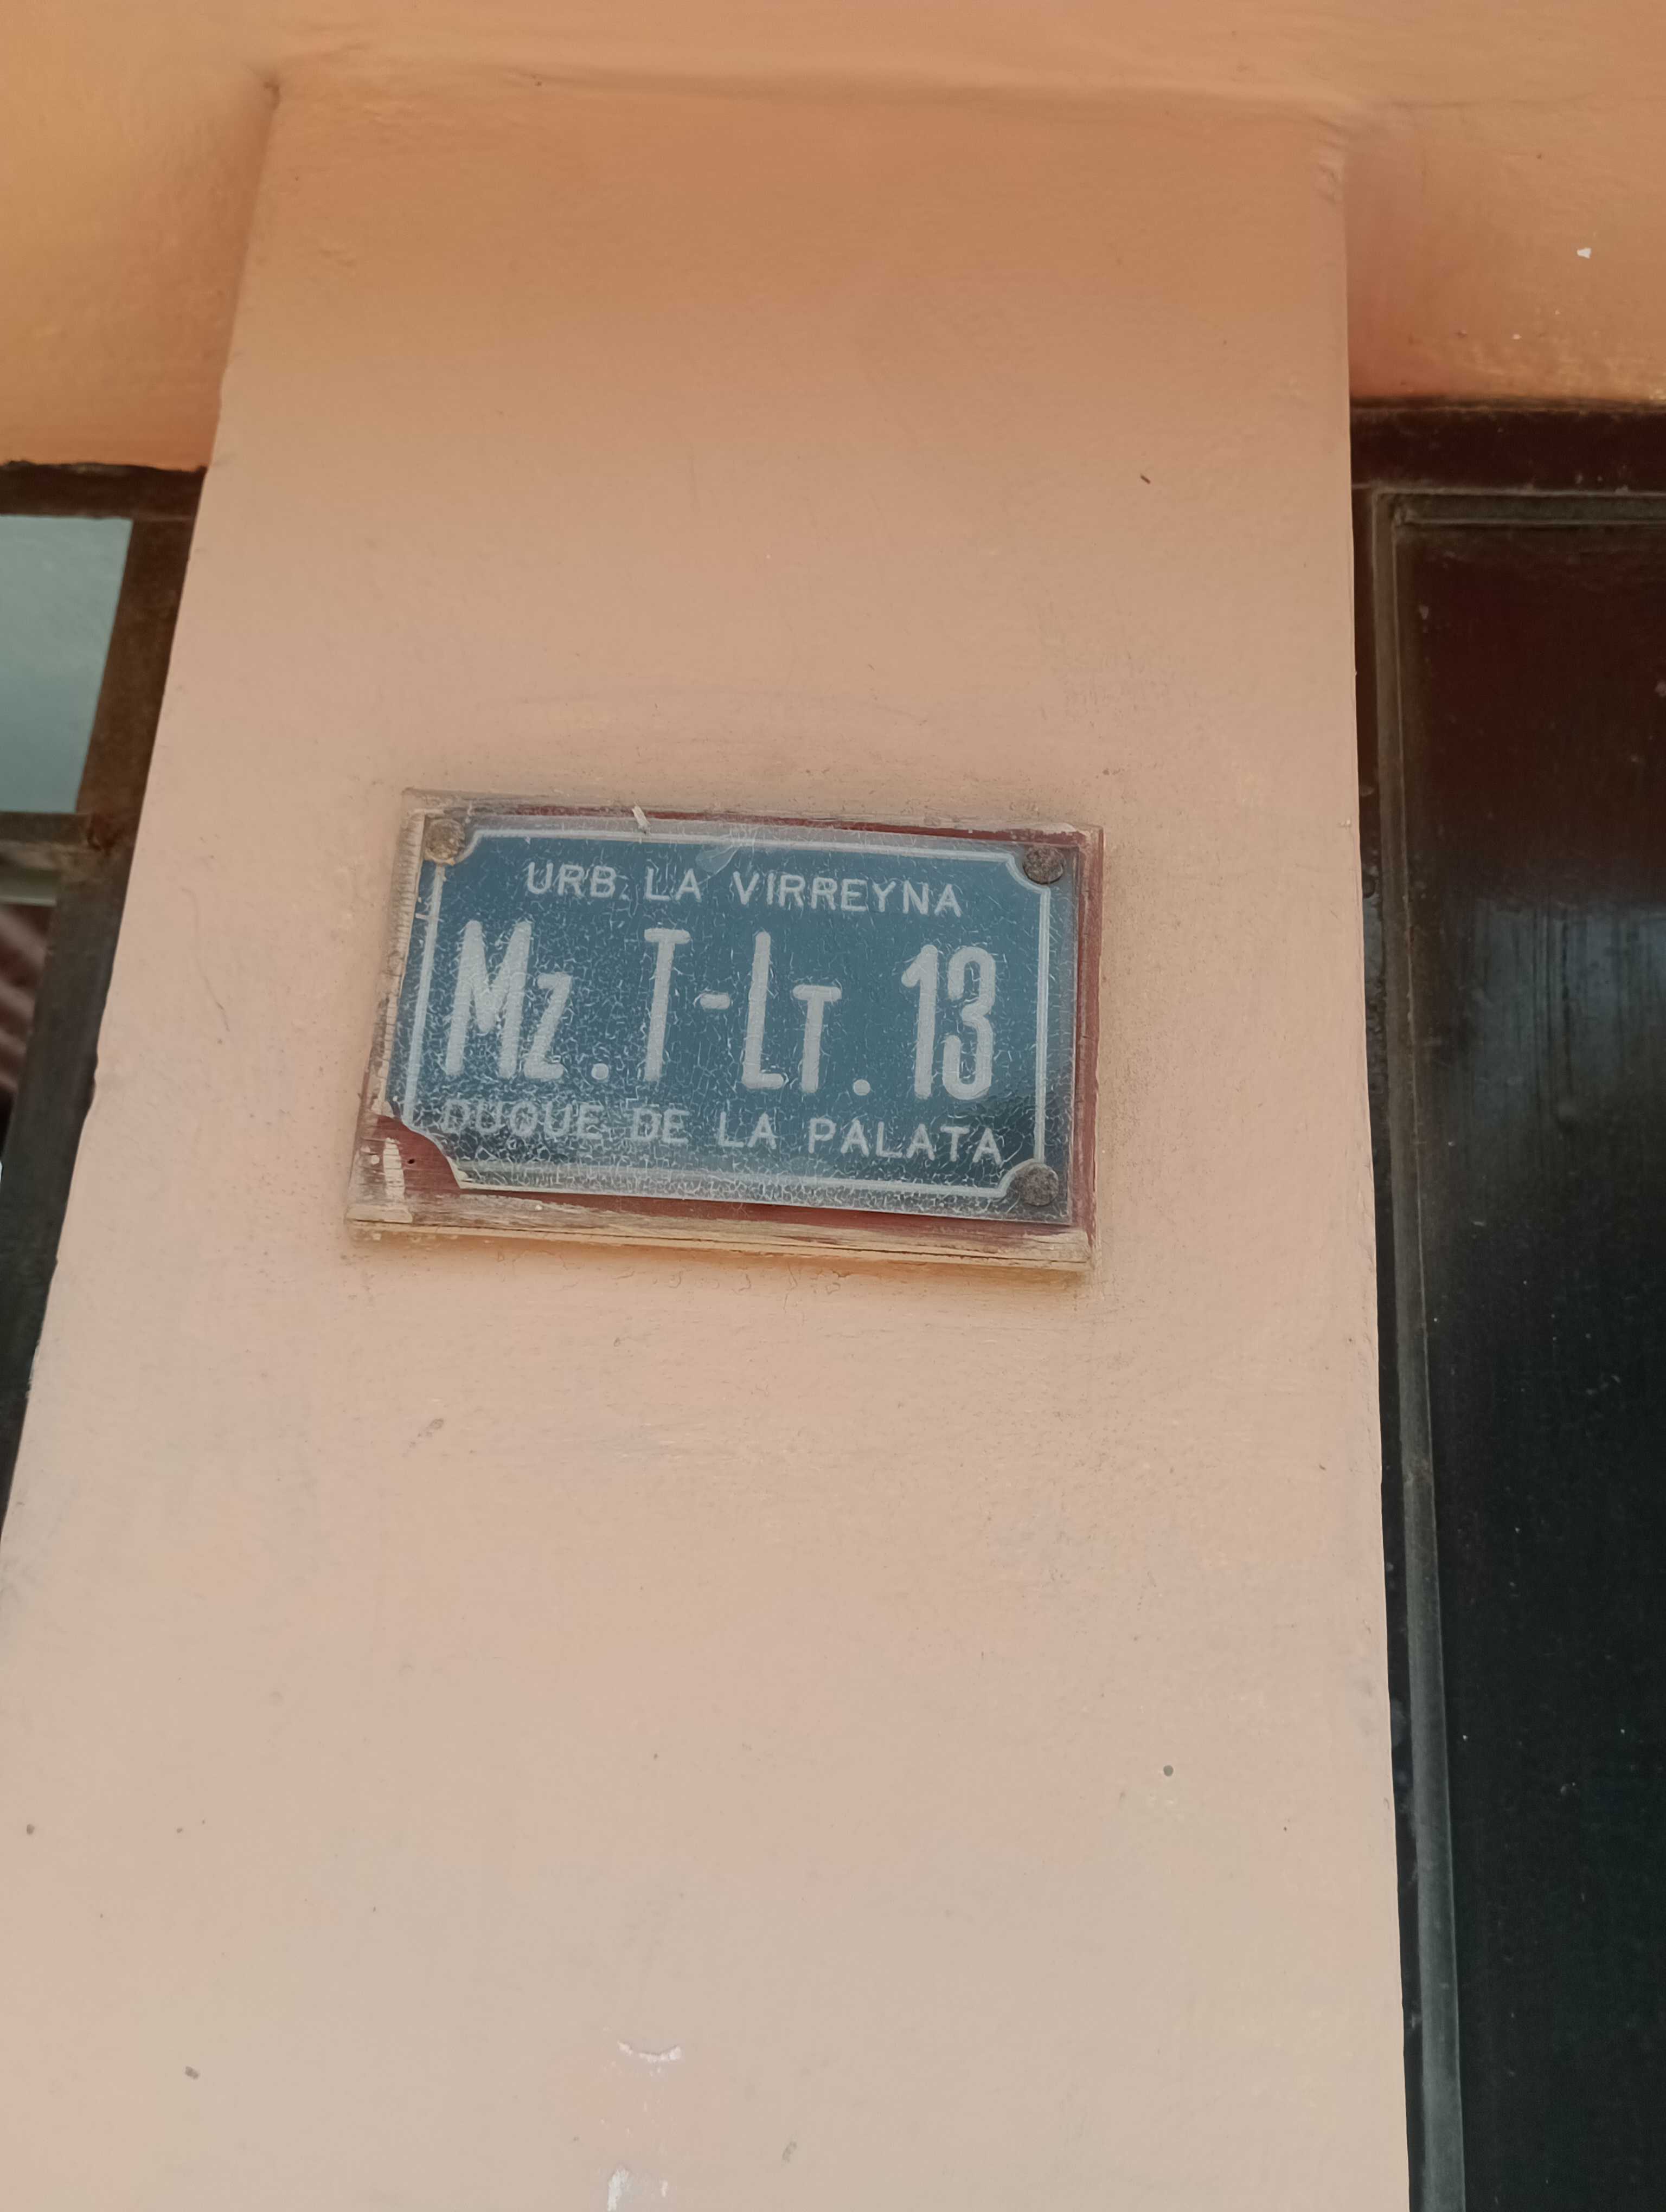 URB. LA VIRREYNA
Mz. T-LT. 13
DUQUE DE LA PALATA